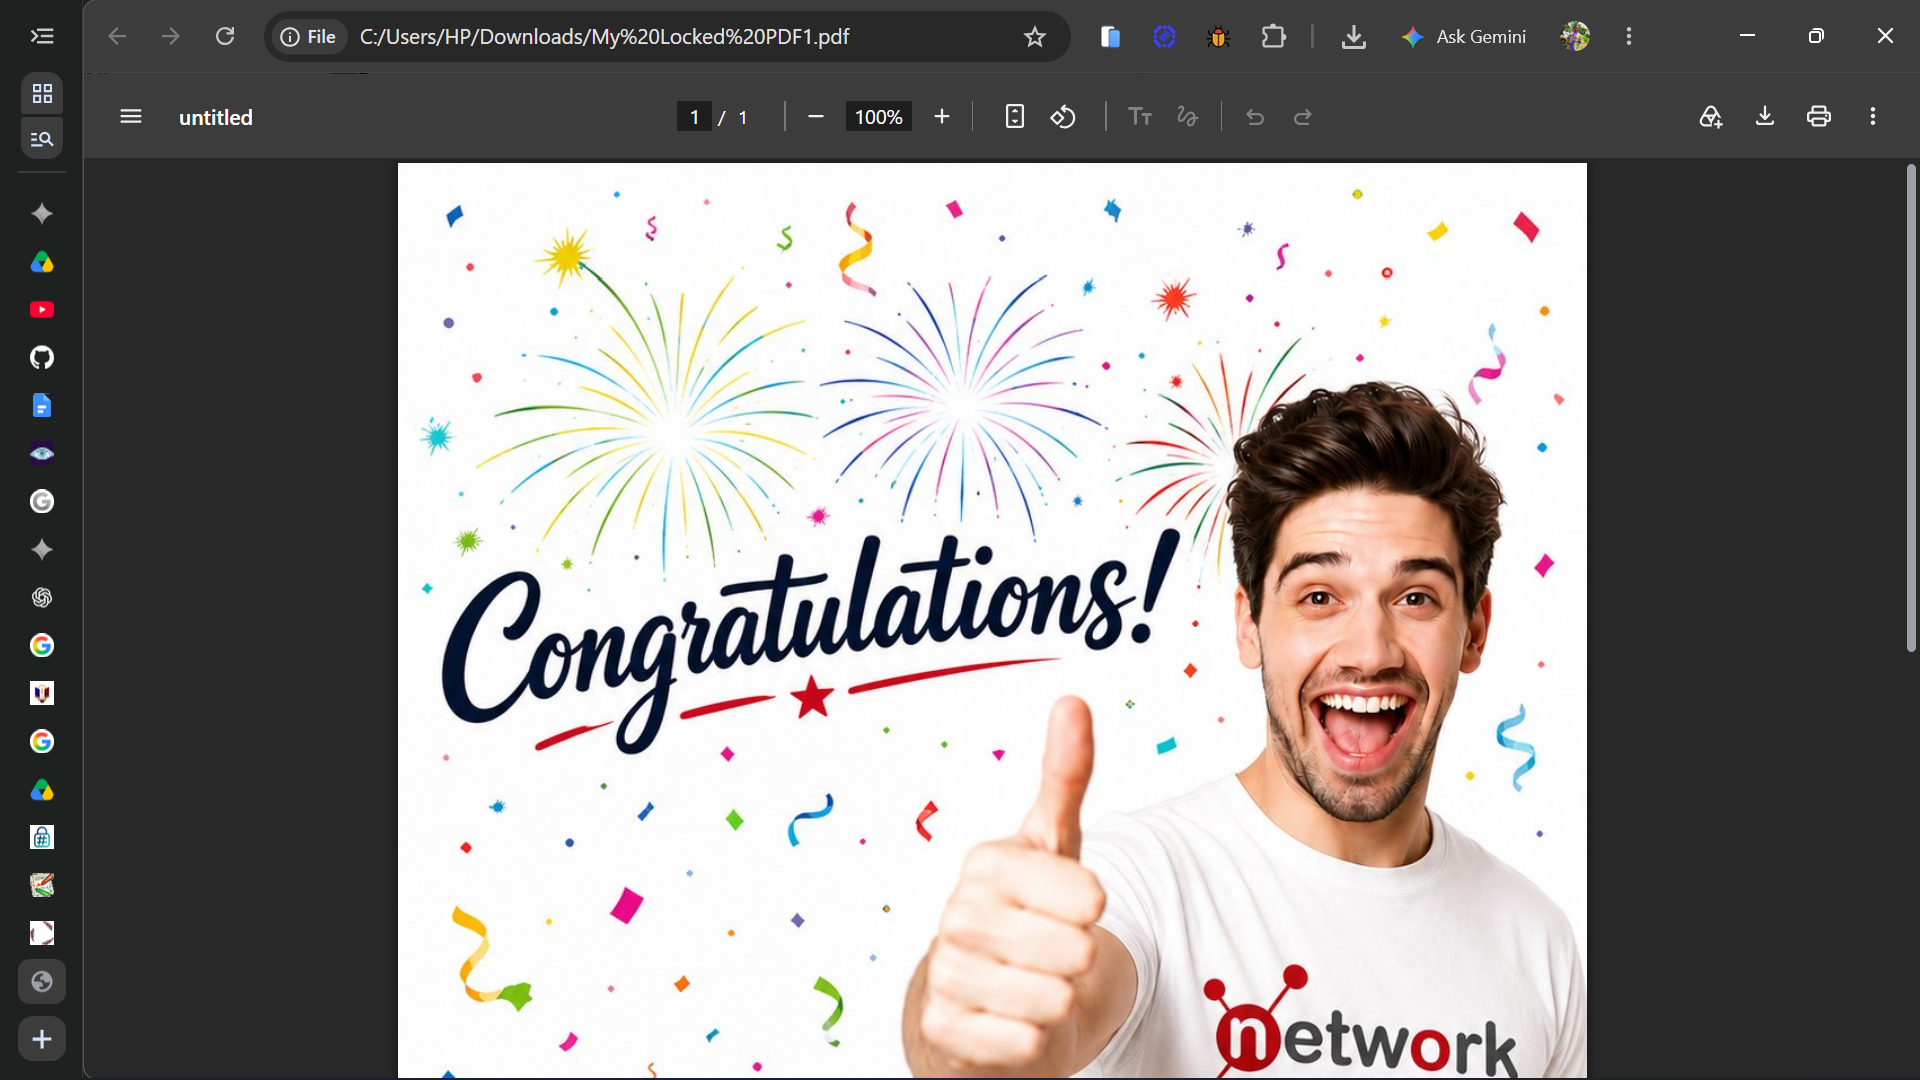 File C:/Users/HP/Downloads/My%20Locked%20PDF1.pdf
Ask Gemini
untitled
1 / 1
100%
Congratulations!
network